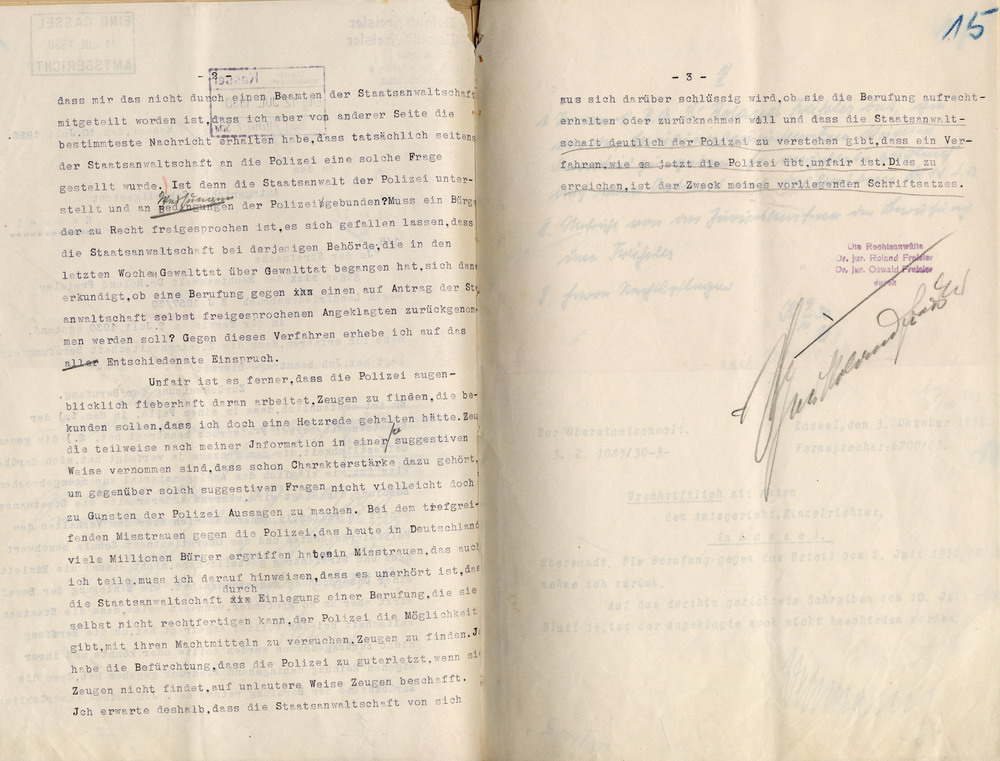 - 2 -
dass mir das nicht durch einen Beamten der Staatsanwaltschaft
mitgeteilt worden ist,dass ich aber von anderer Seite die
bestimmteste Nachricht erhalten habe,dass tatsächlich seitens
der Staatsanwaltschaft an die Polizei eine solche Frage
gestellt wurde. Ist denn die Staatsanwalt der Polizei unter-
stellt und an Weisungen der Polizei gebunden?Muss ein Bürge
der zu Recht freigesprochen ist,es sich gefallen lassen,dass
die Staatsanwaltschaft bei derjenigen Behörde,die in den
letzten Wochen Gewalttat über Gewalttat begangen hat,sich dann
erkundigt,ob eine Berufung gegen einen auf Antrag der Sta
anwaltschaft selbst freigesprochenen Angeklagten zurückgenom-
men werden soll? Gegen dieses Verfahren erhebe ich auf das
aller Entschiedenste Einspruch.
Unfair ist es ferner,dass die Polizei augen-
blicklich fieberhaft daran arbeitet,Zeugen zu finden,die be-
kunden sollen,dass ich doch eine Hetzrede gehalten hätte.Zeu
die teilweise nach meiner Information in einer suggestiven
Weise vernommen sind,dass schon Charakterstärke dazu gehört,
um gegenüber solch suggestiven Fragen nicht vielleicht doch
zu Gunsten der Polizei Aussagen zu machen. Bei dem tiefgrei-
fenden Misstrauen gegen die Polizei,das heute in Deutschland
viele Millionen Bürger ergriffen hat,ein Misstrauen,das auch
ich teile,muss ich darauf hinweisen,dass es unerhört ist,das
die Staatsanwaltschaft durch Einlegung einer Berufung,die sie
selbst nicht rechtfertigen kann,der Polizei die Möglichkeit
gibt,mit ihren Machtmitteln zu versuchen,Zeugen zu finden.Jc
habe die Befürchtung,dass die Polizei zu guterletzt,wenn sie
Zeugen nicht findet,auf unlautere Weise Zeugen beschafft.
Jch erwarte deshalb,dass die Staatsanwaltschaft von sich
15
- 3 -
aus sich darüber schlüssig wird,ob sie die Berufung aufrecht-
erhalten oder zurücknehmen will und dass die Staatsanwalt-
schaft deutlich der Polizei zu verstehen gibt,dass ein Ver-
fahren,wie es jetzt die Polizei übt,unfair ist.Dies zu
erreichen,ist der Zweck meines vorliegenden Schriftsatzes.
Die Rechtsanwälte
Dr. jur. Roland Freisler
Dr. jur. Oswald Freisler
durch